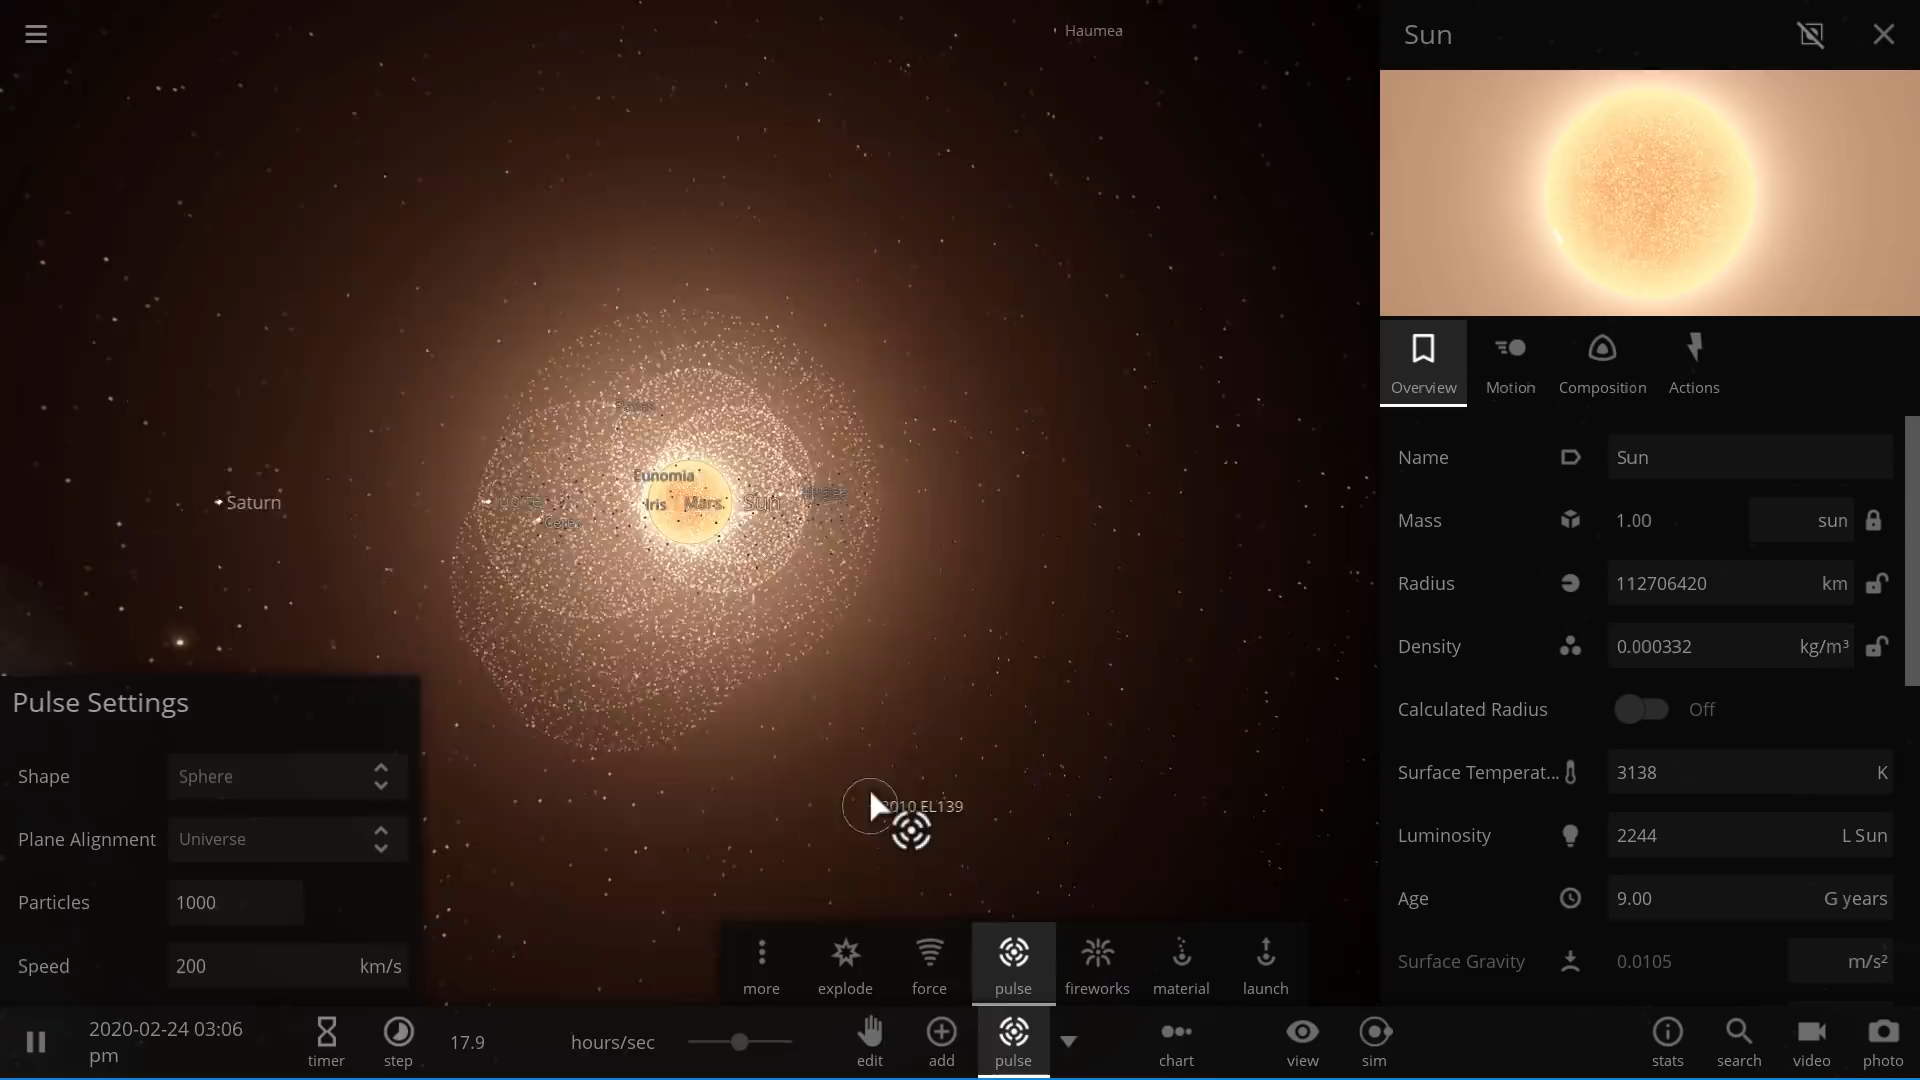 Haumea
Sun
Eunomia
Iris
Mars
Sun
Saturn
Ceres
2010 EL139
Overview
Motion
Composition
Actions
Name
Sun
Mass
1.00
sun
Radius
112706420
km
Density
0.000332
kg/m³
Calculated Radius
Off
Surface Temperat...
3138
K
Luminosity
2244
L Sun
Age
9.00
G years
Surface Gravity
0.0105
m/s²
Pulse Settings
Shape
Sphere
Plane Alignment
Universe
Particles
1000
Speed
200
km/s
more
explode
force
pulse
fireworks
material
launch
2020-02-24 03:06
pm
timer
step
17.9
hours/sec
edit
add
pulse
chart
view
sim
stats
search
video
photo